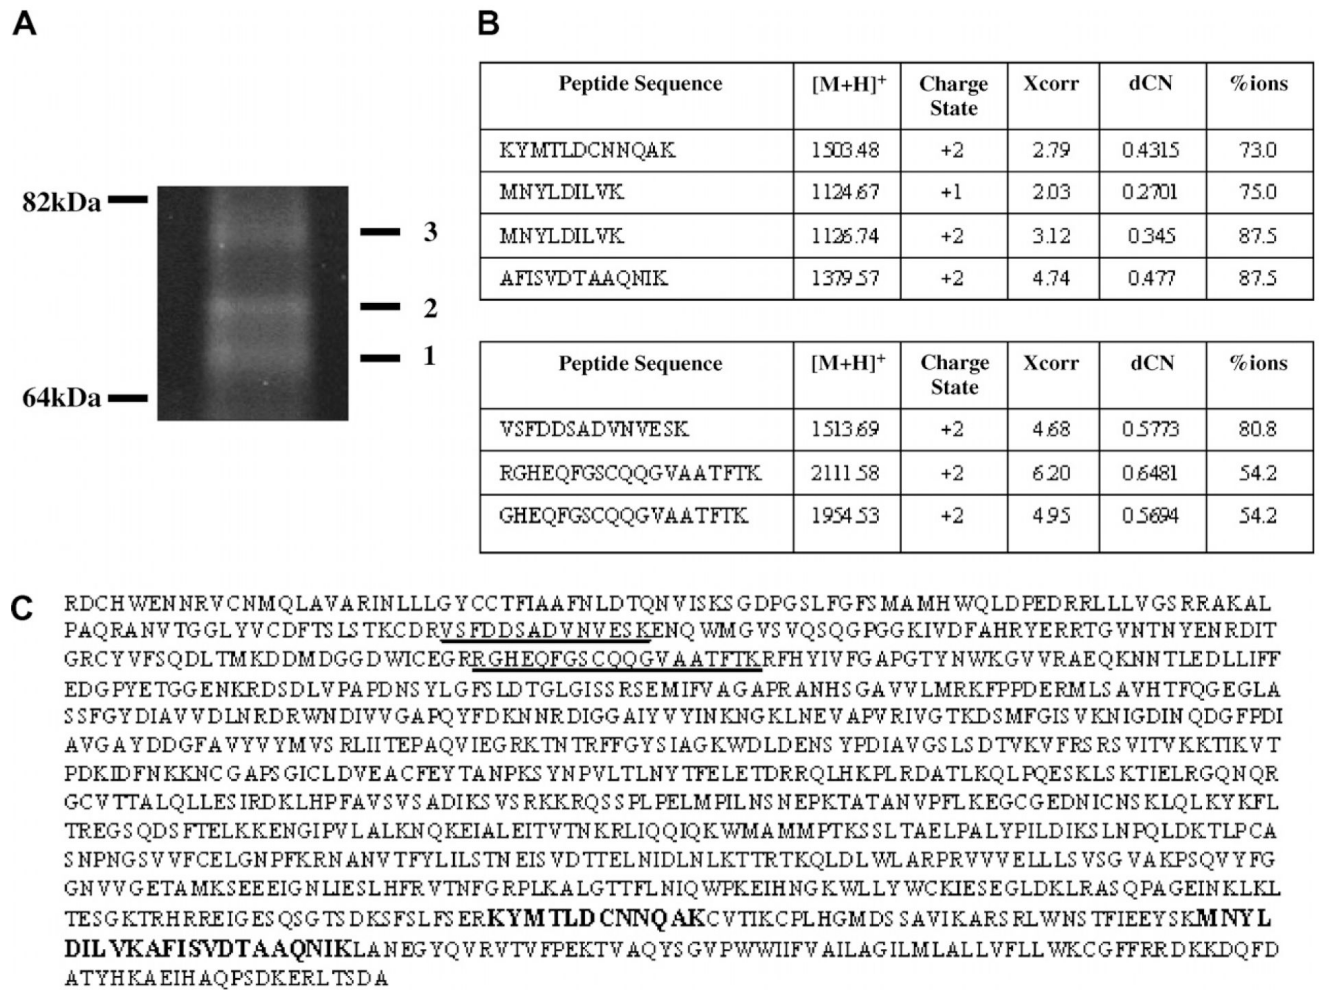 A
82kDa
3
2
1
64kDa
B
Peptide Sequence [M+H]+ Charge State Xcorr dCN %ions
KYMTLDCNNQAK 1503.48 +2 2.79 0.4315 73.0
MNYLDILVK 1124.67 +1 2.03 0.2701 75.0
MNYLDILVK 1126.74 +2 3.12 0.345 87.5
AFISVDTAAQNIK 1379.57 +2 4.74 0.477 87.5
Peptide Sequence [M+H]+ Charge State Xcorr dCN %ions
VSFDDSADVNVESK 1513.69 +2 4.68 0.5773 80.8
RGHEQFGSCQQGVAATFTK 2111.58 +2 6.20 0.6481 54.2
GHEQFGSCQQGVAATFTK 1954.53 +2 4.95 0.5694 54.2
C
RDCHWENNRVCNMQLAVARINLLLGYCCTFIAAFNLDTQNVISKSGDPGSLFGFSMAMHWQLDPEDRRLLLVGSRRAKAL
PAQRANVTGGLYVCDFTSLSTKCDRVSFDDSADVNVESKENQWMGVSVQSQGPGGKIVDFAHRYERRTGVNTNYENRDIT
GRCYVFSQDLTMKDDMDGGDWICEGRRGHEQFGSCQQGVAATFTKRFHYIVFGAPGTYNWKGVVRAEQKNNTLEDLLIFF
EDGPYETGGENKRDSDLVPAPDNSYLGFSLDTGLGISSRSEMIFVAGAPRANHSGAVVLMRKFPPDERMLSAVHTFQGEGLA
SSFGYDIAVVDLNRDRWNDIVVGAPQYFDKNNRDIGGAIYVYINKNGKLNEVAPVRIVGTKDSMFGISVKNIGDINQDGFPDI
AVGAYDDGFAVYVYMVSRLIITEPAQVIEGRKTNTRFFGYSIAGKWDLDENSYPDIAVGSLSDTVKVFRSRSVITVKKTIKVT
PDKIDFNKKNCGAPSGICLDVEACFEYTANPKSYNPVLTLNYTFELETDRRQLHKPLRDATLKQLPQESKLSKTIELRGQNQR
GCVTTALQLLESIRDKLHPFAVSVSADIKSVSRKKRQSSPLPELMPILNSNEPKTATANVPFLKEGCGEDNICNSKLQLKYKFL
TREGSQDSFTELKKENGIPVLALKNQKEIALEITVTNKRLIQQIQKWMAMMPTKSSLTAELPALYPILDIKSLNPQLDKTLPCA
SNPNGSVVFCELGNPFKRNANVTFYLILSTNEISVDTTELNIDLNLKTTRTKQLDLWLARPRVVVELLLSVSGVAKPSQVYFG
GNVVGETAMKSEEEIGNLIESLHFRVTNFGRPLKALGTTFLNIQWPKEIHNGKWLLYWCKIESEGLDKLRASQPAGEINKLKL
TESGKTRHRREIGESQSGTSDKSFSLFSERKYMTLDCNNQAKCVTIKCPLHGMDSSAVIKARSRLWNSTFIEEYSKMNYL
DILVKAFISVDTAAQNIKLANEGYQVRVTVFPEKTVAQYSGVPWWIIFVAILAGILMLALLVFLLWKCGFFRRDKKDQFD
ATYHKAEIHAQPSDKERLTSDA